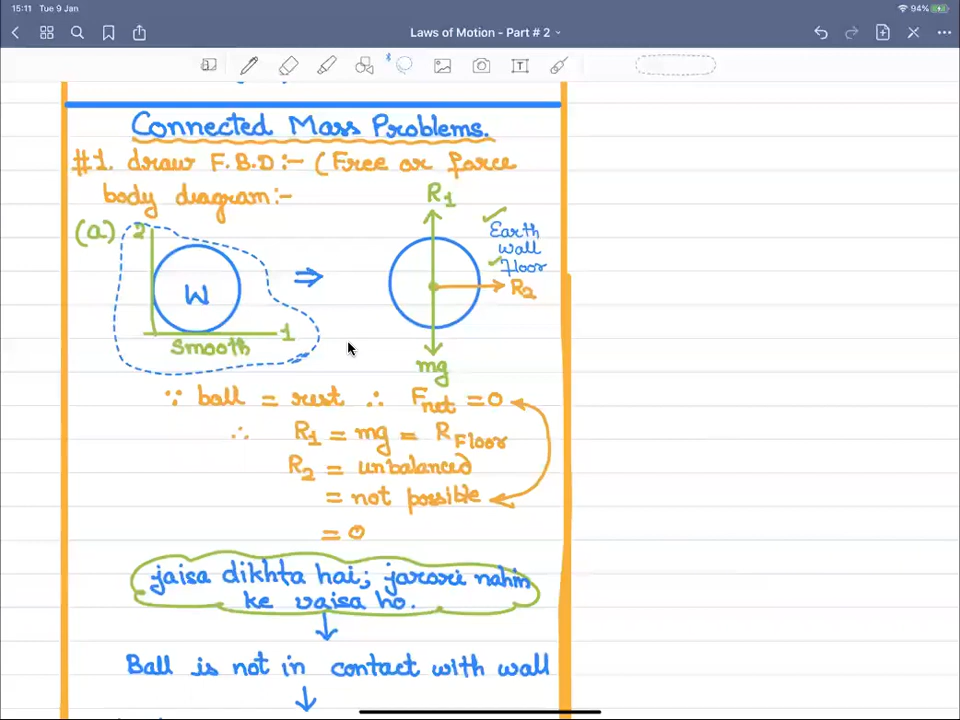 15:11 Tue 9 Jan
94%
Laws of Motion - Part # 2
Connected Mass Problems.
#1. draw F.B.D:- (Free or force
body diagram:-
(a) 2
W
1
Smooth
⇒
R1
Earth
wall
Floor
R2
mg
∵ ball = rest ∴ Fnet = 0
∴ R1 = mg = RFloor
R2 = unbalanced
= not possible
= 0
jaisa dikhta hai; jarori nahin
ke vaisa ho.
Ball is not in contact with wall